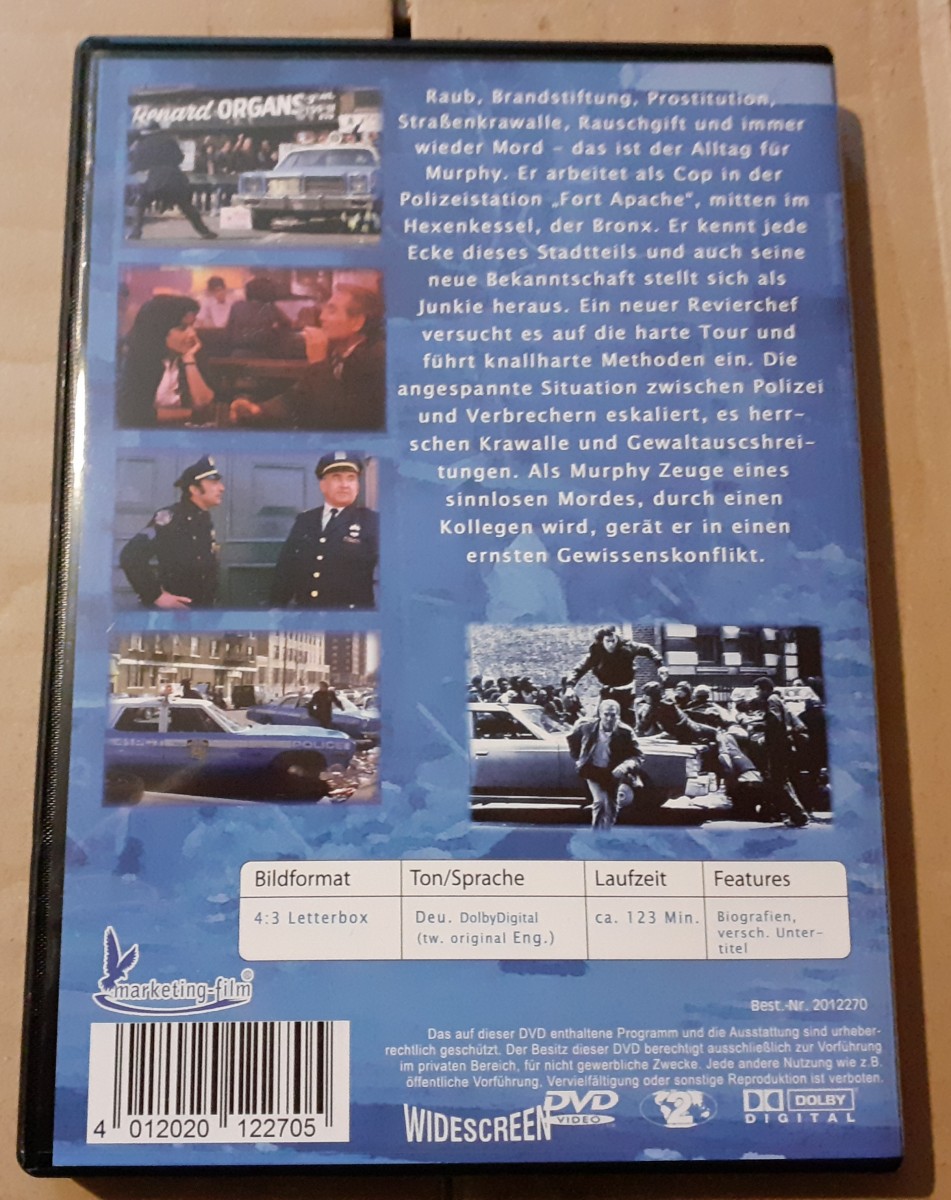 Renard ORGANS
Raub, Brandstiftung, Prostitution,
Straßenkrawalle, Rauschgift und immer
wieder Mord – das ist der Alltag für
Murphy. Er arbeitet als Cop in der
Polizeistation „Fort Apache“, mitten im
Hexenkessel, der Bronx. Er kennt jede
Ecke dieses Stadtteils und auch seine
neue Bekanntschaft stellt sich als
Junkie heraus. Ein neuer Revierchef
versucht es auf die harte Tour und
führt knallharte Methoden ein. Die
angespannte Situation zwischen Polizei
und Verbrechern eskaliert, es herr-
schen Krawalle und Gewaltauscshrei-
tungen. Als Murphy Zeuge eines
sinnlosen Mordes, durch einen
Kollegen wird, gerät er in einen
ernsten Gewissenskonflikt.
POLICE
Bildformat Ton/Sprache Laufzeit Features
4:3 Letterbox Deu. DolbyDigital ca. 123 Min. Biografien,
(tw. original Eng.) versch. Unter-
titel
marketing-film®
Best.-Nr. 2012270
Das auf dieser DVD enthaltene Programm und die Ausstattung sind urheber-
rechtlich geschützt. Der Besitz dieser DVD berechtigt ausschließlich zur Vorführung
im privaten Bereich, für nicht gewerbliche Zwecke. Jede andere Nutzung wie z.B.
öffentliche Vorführung, Vervielfältigung oder sonstige Reproduktion ist verboten.
4 012020 122705
WIDESCREEN DVD VIDEO 2 DOLBY DIGITAL